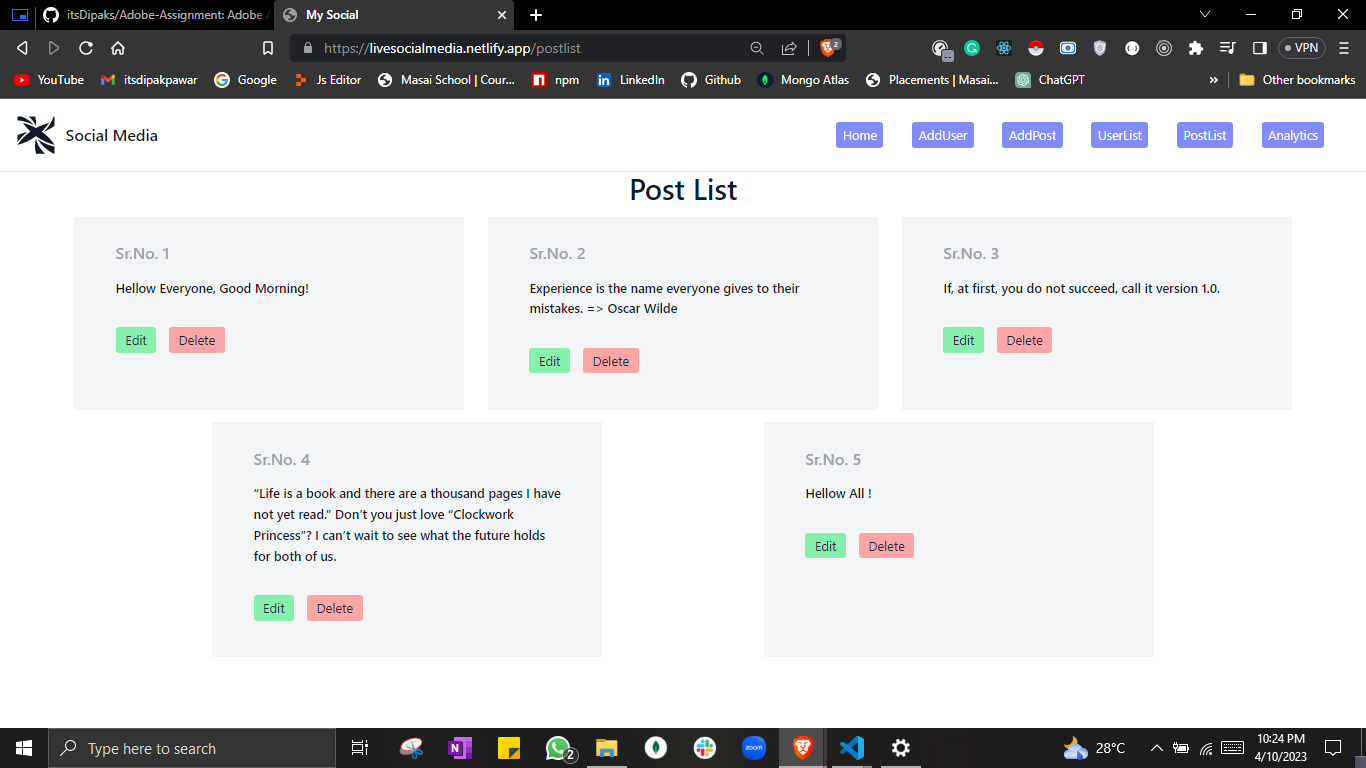 itsDipaks/Adobe-Assignment: Adobe A
My Social
https://livesocialmedia.netlify.app/postlist
2
VPN
YouTube
itsdipakpawar
Google
Js Editor
Masai School | Cour...
npm
LinkedIn
Github
Mongo Atlas
Placements | Masai...
ChatGPT
»
Other bookmarks
Social Media
Home
AddUser
AddPost
UserList
PostList
Analytics
Post List
Sr.No. 1
Hellow Everyone, Good Morning!
Edit
Delete
Sr.No. 2
Experience is the name everyone gives to their
mistakes. => Oscar Wilde
Edit
Delete
Sr.No. 3
If, at first, you do not succeed, call it version 1.0.
Edit
Delete
Sr.No. 4
“Life is a book and there are a thousand pages I have
not yet read.” Don’t you just love “Clockwork
Princess”? I can’t wait to see what the future holds
for both of us.
Edit
Delete
Sr.No. 5
Hellow All !
Edit
Delete
Type here to search
N
2
zoom
28°C
10:24 PM
4/10/2023